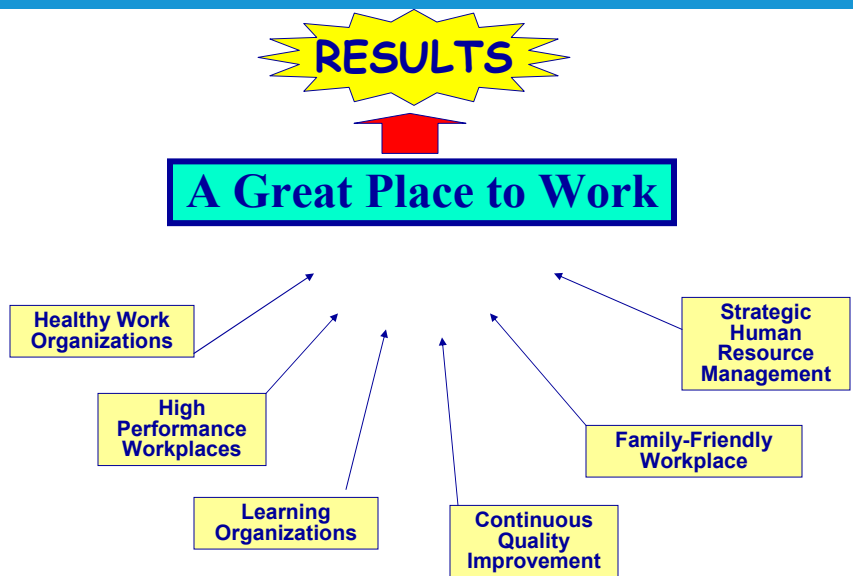 RESULTS
A Great Place to Work
Healthy Work
Organizations
High
Performance
Workplaces
Learning
Organizations
Continuous
Quality
Improvement
Family-Friendly
Workplace
Strategic
Human
Resource
Management